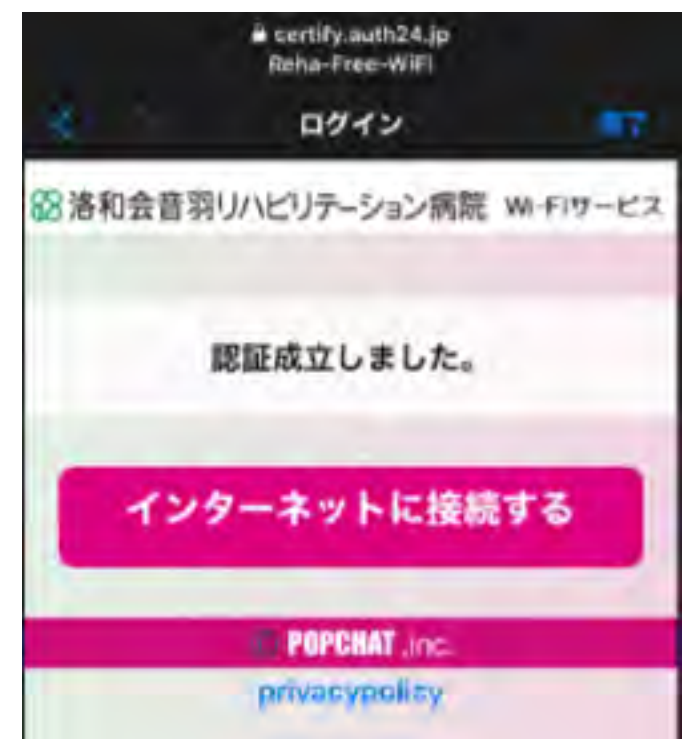 certify.auth24.jp
Reha-Free-WiFi
ログイン
完了
洛和会音羽リハビリテーション病院 Wi-Fiサービス
認証成立しました。
インターネットに接続する
POPCHAT .inc.
privacypolicy